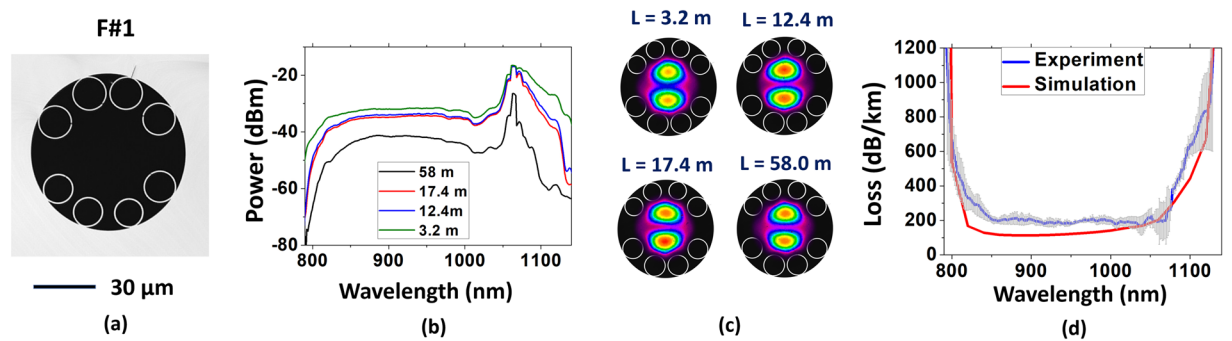 F#1
30 µm
(a)
Power (dBm)
-20
-40
-60
-80
58 m
17.4 m
12.4m
3.2 m
800
900
1000
1100
Wavelength (nm)
(b)
L = 3.2 m
L = 12.4 m
L = 17.4 m
L = 58.0 m
(c)
Loss (dB/km)
1200
1000
800
600
400
200
0
Experiment
Simulation
800
900
1000
1100
Wavelength (nm)
(d)